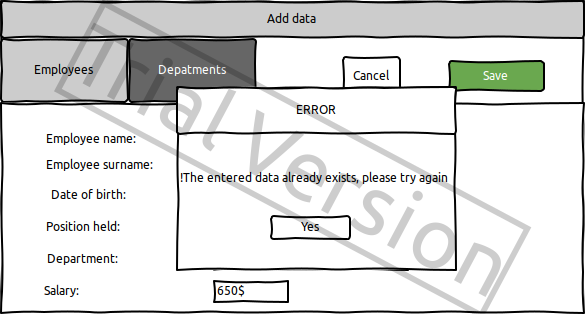 Add data
Employees
Depatments
Cancel
Save
ERROR
Employee name:
Employee surname:
!The entered data already exists, please try again
Date of birth:
Position held:
Yes
Department:
Salary:
650$
Trial Version